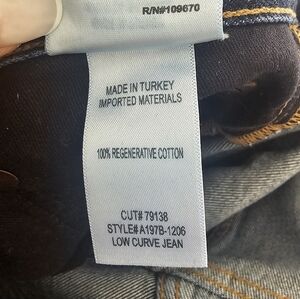 R/N#109670
MADE IN TURKEY
IMPORTED MATERIALS
100% REGENERATIVE COTTON
CUT# 79138
STYLE# A197B-1206
LOW CURVE JEAN